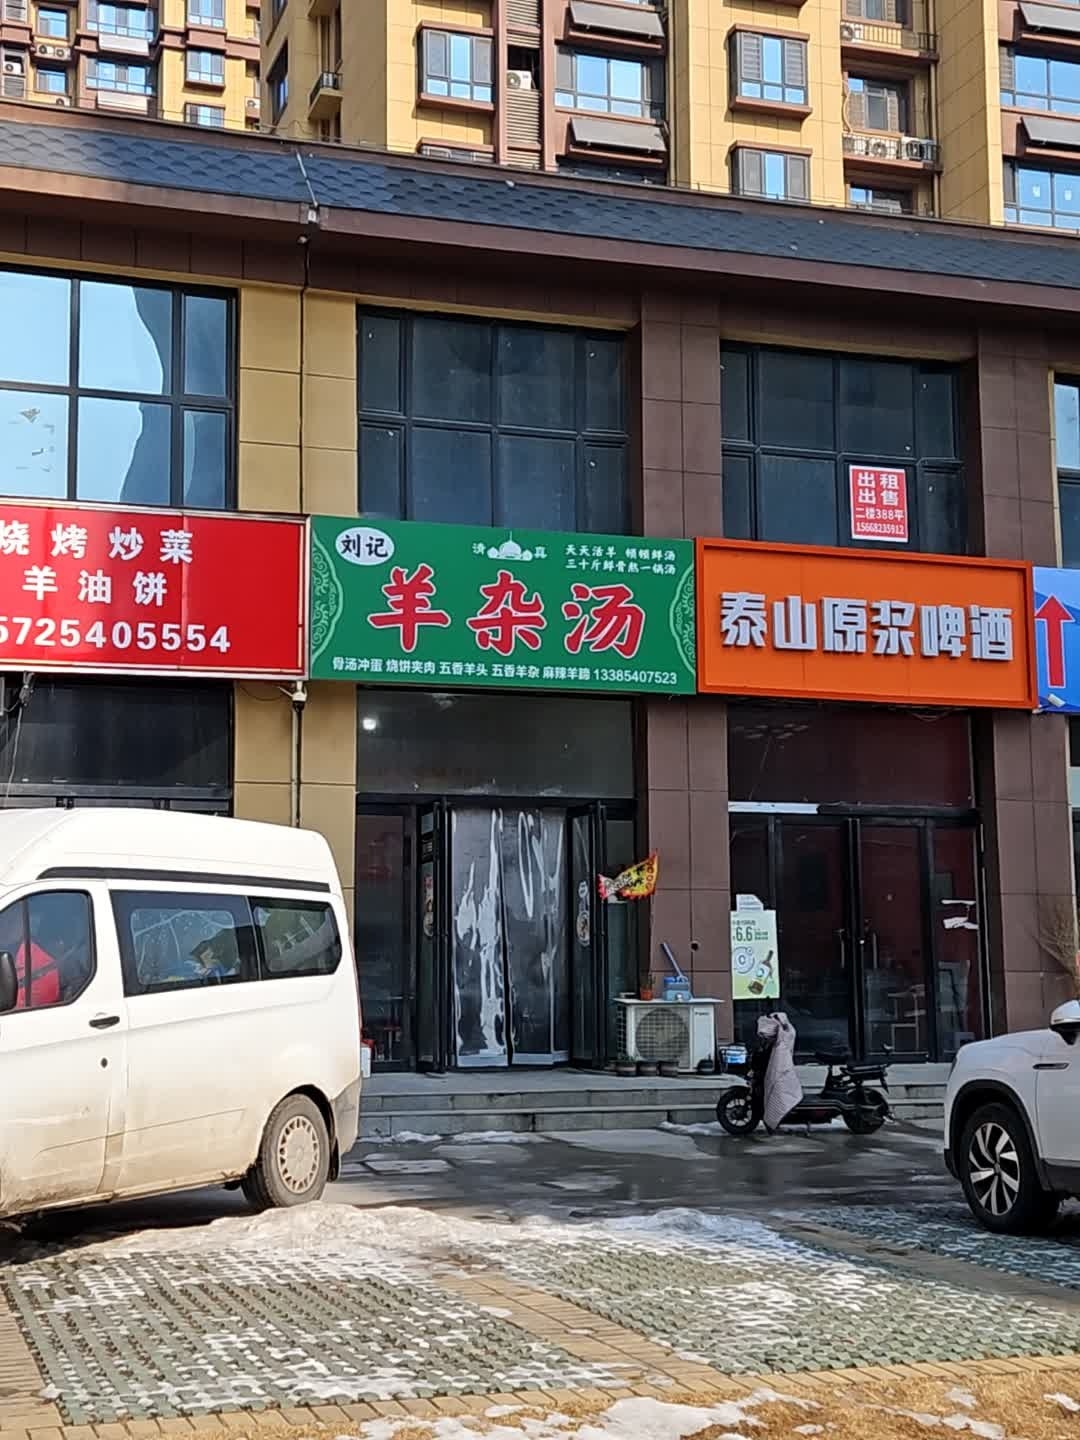 烧烤炒菜
羊油饼
5725405554
刘记
清真
天天活羊 顿顿鲜汤
三十斤鲜骨熬一锅汤
羊杂汤
骨汤冲蛋 烧饼夹肉 五香羊头 五香羊杂 麻辣羊蹄 13385407523
出租
出售
二楼388平
15668235912
泰山原浆啤酒
6.6